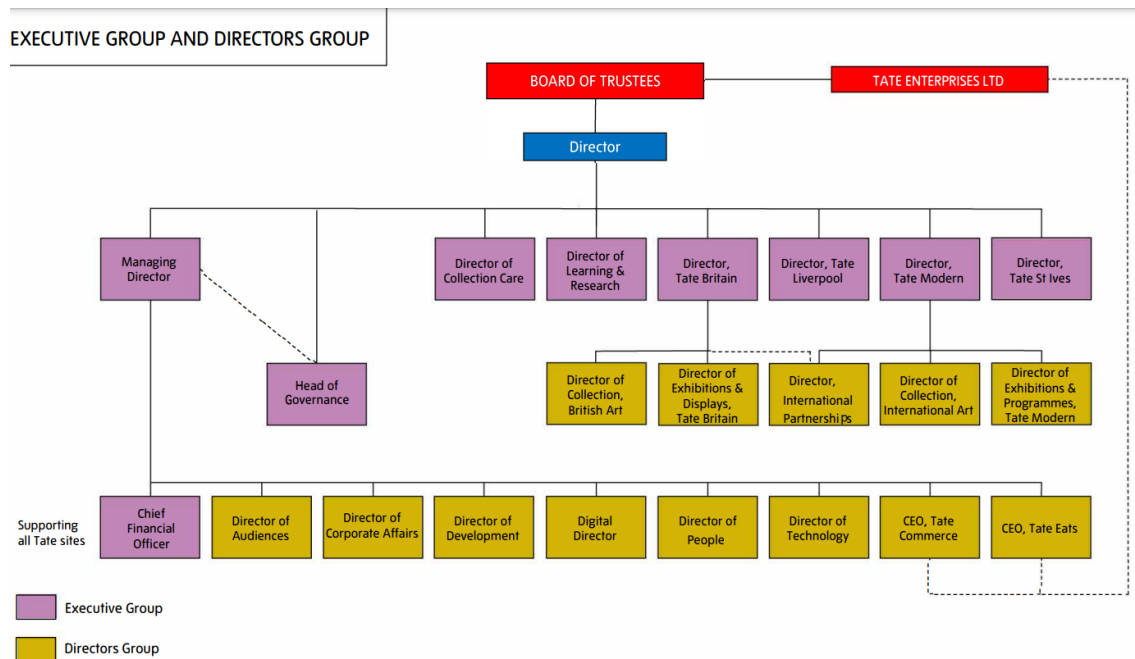 EXECUTIVE GROUP AND DIRECTORS GROUP
BOARD OF TRUSTEES
TATE ENTERPRISES LTD
Director
Managing
Director
Director of
Collection Care
Director of
Learning &
Research
Director,
Tate Britain
Director, Tate
Liverpool
Director,
Tate Modern
Director,
Tate St Ives
Head of
Governance
Director of
Collection,
British Art
Director of
Exhibitions &
Displays,
Tate Britain
Director,
International
Partnerships
Director of
Collection,
International Art
Director of
Exhibitions &
Programmes,
Tate Modern
Supporting
all Tate sites
Chief
Financial
Officer
Director of
Audiences
Director of
Corporate Affairs
Director of
Development
Digital
Director
Director of
People
Director of
Technology
CEO, Tate
Commerce
CEO, Tate Eats
Executive Group
Directors Group